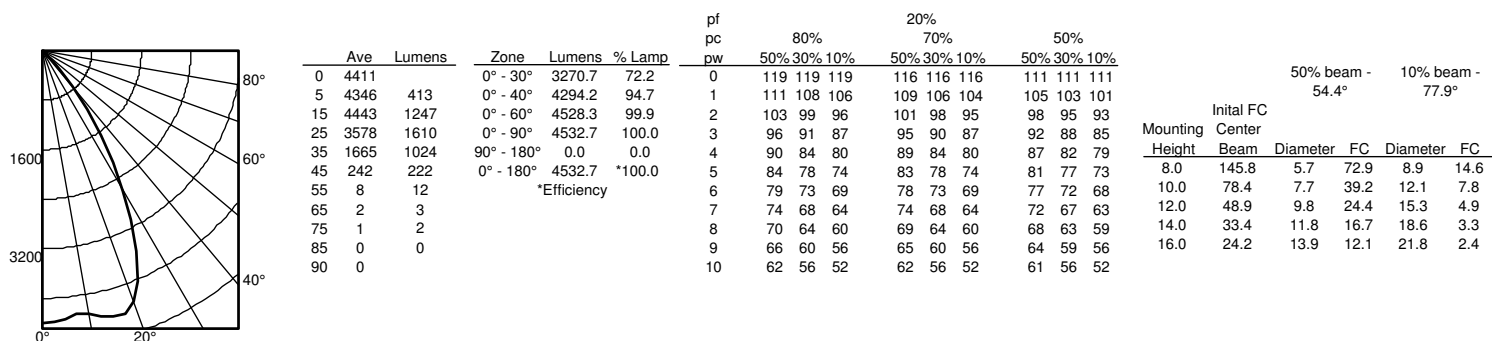 80°
60°
40°
1600
3200
0° 20°
Ave Lumens
0 4411
5 4346 413
15 4443 1247
25 3578 1610
35 1665 1024
45 242 222
55 8 12
65 2 3
75 1 2
85 0 0
90 0
Zone Lumens % Lamp
0° - 30° 3270.7 72.2
0° - 40° 4294.2 94.7
0° - 60° 4528.3 99.9
0° - 90° 4532.7 100.0
90° - 180° 0.0 0.0
0° - 180° 4532.7 *100.0
*Efficiency
pf 20%
pc 80% 70% 50%
pw 50% 30% 10% 50% 30% 10% 50% 30% 10%
0 119 119 119 116 116 116 111 111 111
1 111 108 106 109 106 104 105 103 101
2 103 99 96 101 98 95 98 95 93
3 96 91 87 95 90 87 92 88 85
4 90 84 80 89 84 80 87 82 79
5 84 78 74 83 78 74 81 77 73
6 79 73 69 78 73 69 77 72 68
7 74 68 64 74 68 64 72 67 63
8 70 64 60 69 64 60 68 63 59
9 66 60 56 65 60 56 64 59 56
10 62 56 52 62 56 52 61 56 52
50% beam - 10% beam -
54.4° 77.9°
Inital FC
Mounting Center
Height Beam Diameter FC Diameter FC
8.0 145.8 5.7 72.9 8.9 14.6
10.0 78.4 7.7 39.2 12.1 7.8
12.0 48.9 9.8 24.4 15.3 4.9
14.0 33.4 11.8 16.7 18.6 3.3
16.0 24.2 13.9 12.1 21.8 2.4